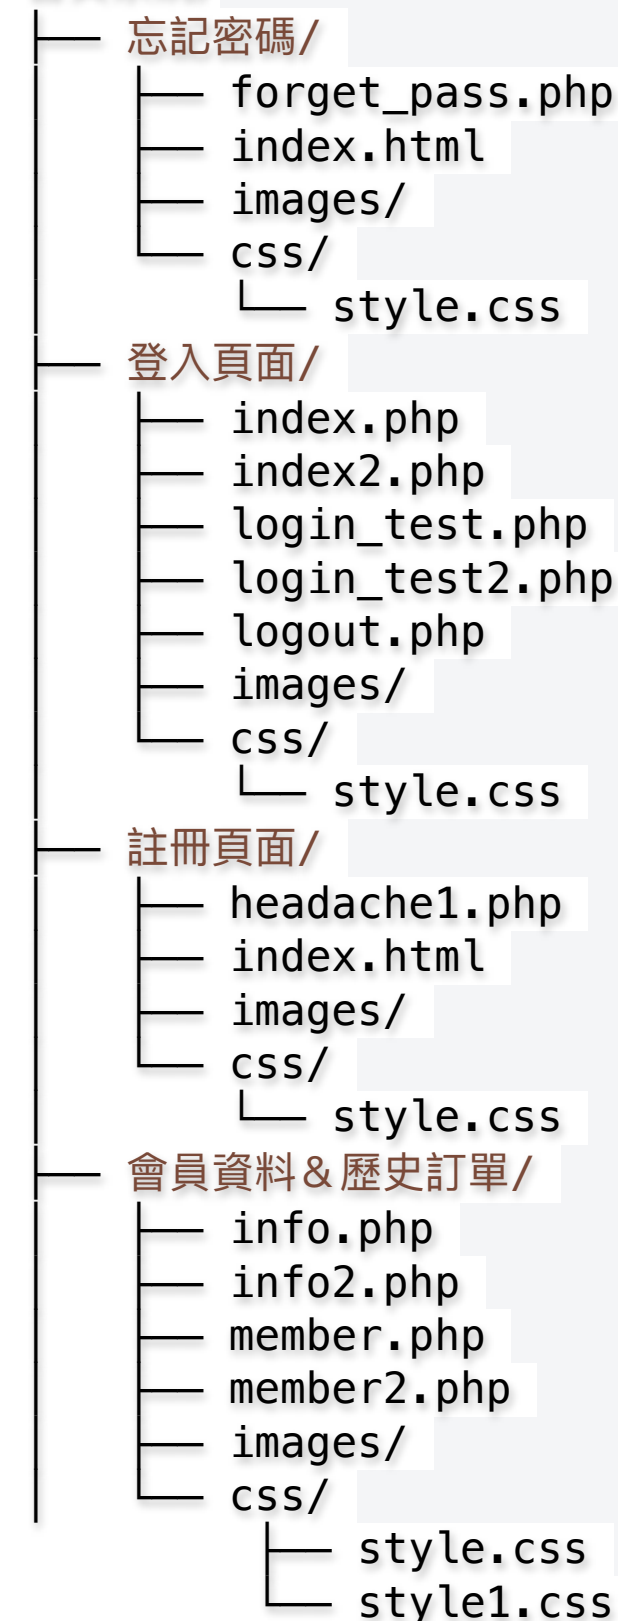 ├── 忘記密碼/
│   ├── forget_pass.php
│   ├── index.html
│   ├── images/
│   └── css/
│       └── style.css
├── 登入頁面/
│   ├── index.php
│   ├── index2.php
│   ├── login_test.php
│   ├── login_test2.php
│   ├── logout.php
│   ├── images/
│   └── css/
│       └── style.css
├── 註冊頁面/
│   ├── headache1.php
│   ├── index.html
│   ├── images/
│   └── css/
│       └── style.css
├── 會員資料＆歷史訂單/
│   ├── info.php
│   ├── info2.php
│   ├── member.php
│   ├── member2.php
│   ├── images/
│   └── css/
        ├── style.css
        └── style1.css